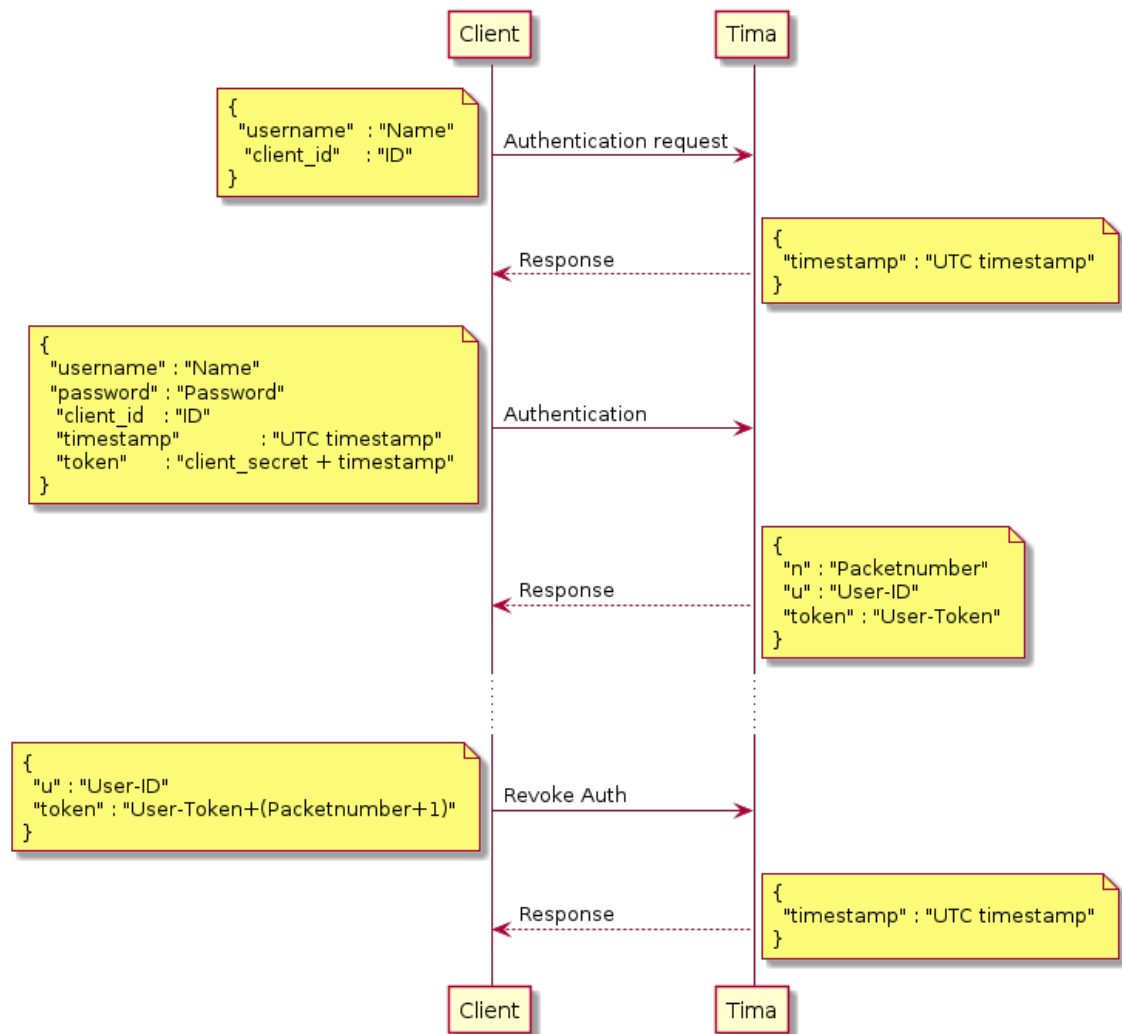 Client Tima
{
"username" : "Name"
"client_id" : "ID"
}
Authentication request
{
"timestamp" : "UTC timestamp"
}
Response
{
"username" : "Name"
"password" : "Password"
"client_id : "ID"
"timestamp" : "UTC timestamp"
"token" : "client_secret + timestamp"
}
Authentication
{
"n" : "Packetnumber"
"u" : "User-ID"
"token" : "User-Token"
}
Response
{
"u" : "User-ID"
"token" : "User-Token+(Packetnumber+1)"
}
Revoke Auth
{
"timestamp" : "UTC timestamp"
}
Response
Client Tima